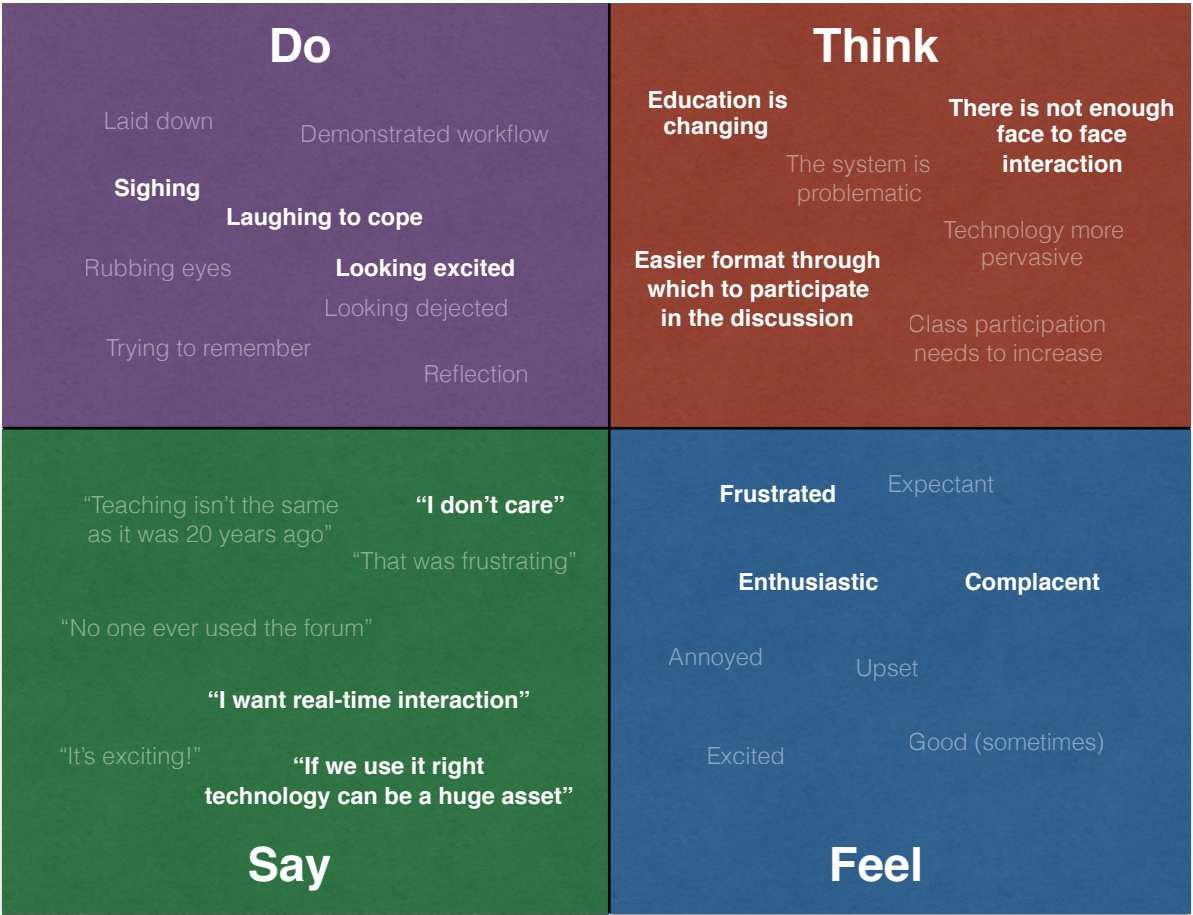 Do
Laid down
Demonstrated workflow
Sighing
Laughing to cope
Rubbing eyes
Looking excited
Looking dejected
Trying to remember
Reflection
Think
Education is
changing
There is not enough
face to face
interaction
The system is
problematic
Technology more
pervasive
Easier format through
which to participate
in the discussion
Class participation
needs to increase
“Teaching isn’t the same
as it was 20 years ago”
“I don’t care”
“That was frustrating”
“No one ever used the forum”
“I want real-time interaction”
“It’s exciting!”
“If we use it right
technology can be a huge asset”
Say
Frustrated
Expectant
Enthusiastic
Complacent
Annoyed
Upset
Excited
Good (sometimes)
Feel